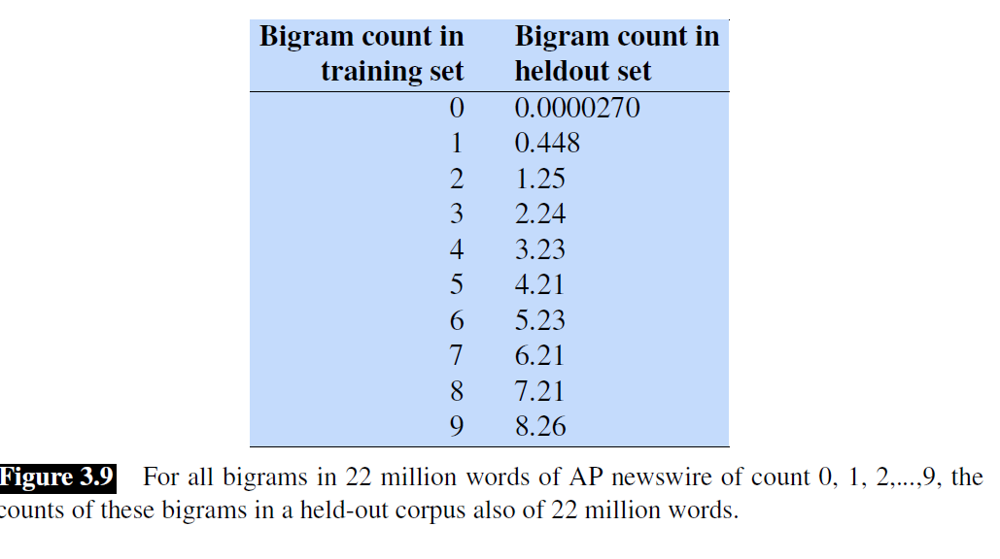 Bigram count in Bigram count in
training set heldout set
0 0.0000270
1 0.448
2 1.25
3 2.24
4 3.23
5 4.21
6 5.23
7 6.21
8 7.21
9 8.26
Figure 3.9 For all bigrams in 22 million words of AP newswire of count 0, 1, 2,...,9, the
counts of these bigrams in a held-out corpus also of 22 million words.